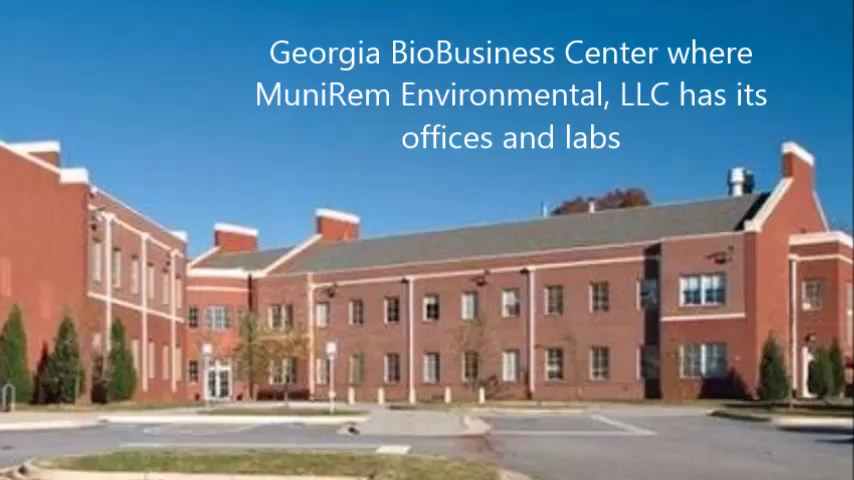 Georgia BioBusiness Center where
MuniRem Environmental, LLC has its
offices and labs